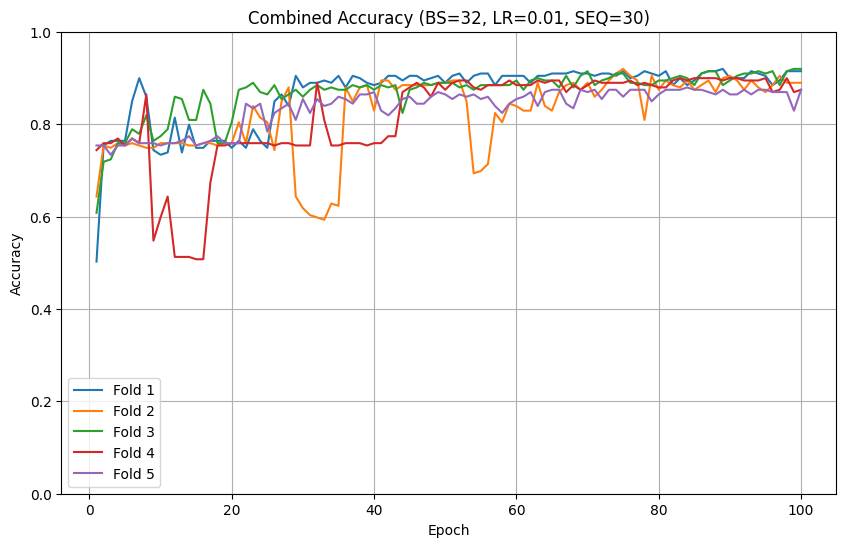 Combined Accuracy (BS=32, LR=0.01, SEQ=30)
1.0
0.8
0.6
0.4
0.2
0.0
Accuracy
Fold 1
Fold 2
Fold 3
Fold 4
Fold 5
0 20 40 60 80 100
Epoch